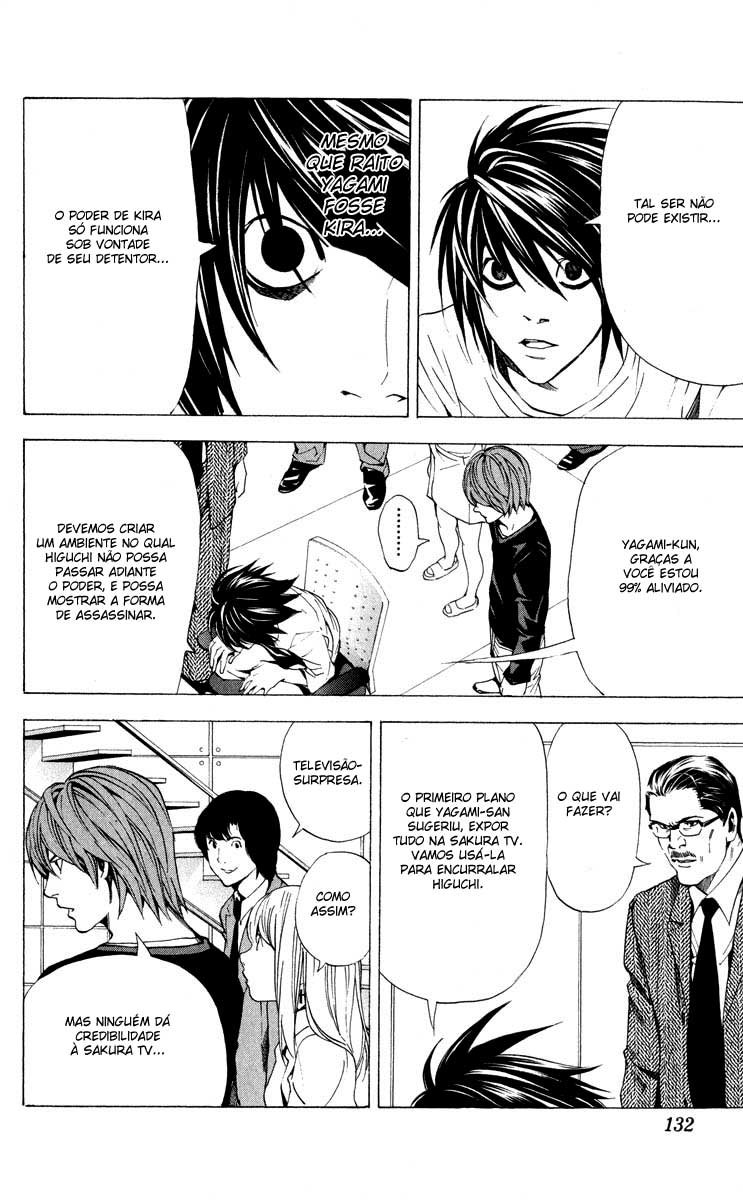 TAL SER NÃO
PODE EXISTIR...
MESMO
QUE RAITO
YAGAMI
FOSSE
KIRA...
O PODER DE KIRA
SÓ FUNCIONA
SOB VONTADE
DE SEU DETENTOR...
YAGAMI-KUN,
GRAÇAS A
VOCÊ ESTOU
99% ALIVIADO.
........
DEVEMOS CRIAR
UM AMBIENTE NO QUAL
HIGUCHI NÃO POSSA
PASSAR ADIANTE
O PODER, E POSSA
MOSTRAR A FORMA
DE ASSASSINAR.
O QUE VAI
FAZER?
O PRIMEIRO PLANO
QUE YAGAMI-SAN
SUGERIU, EXPOR
TUDO NA SAKURA TV.
VAMOS USÁ-LA
PARA ENCURRALAR
HIGUCHI.
TELEVISÃO-
SURPRESA.
COMO
ASSIM?
MAS NINGUÉM DÁ
CREDIBILIDADE
À SAKURA TV...
132